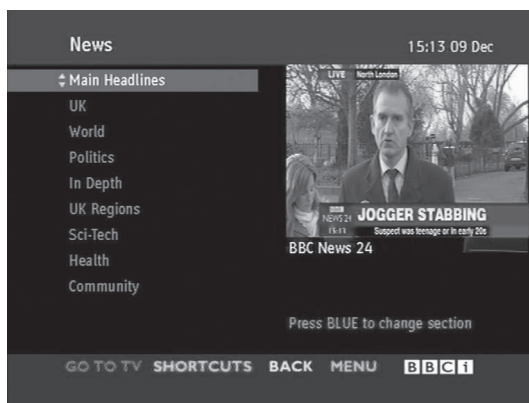 News
15:13 09 Dec
Main Headlines
UK
World
Politics
In Depth
UK Regions
Sci-Tech
Health
Community
LIVE North London
BBC
NEWS 24 JOGGER STABBING
15:13 Suspect was teenage or in early 20s
BBC News 24
Press BLUE to change section
GO TO TV SHORTCUTS BACK MENU BBCi